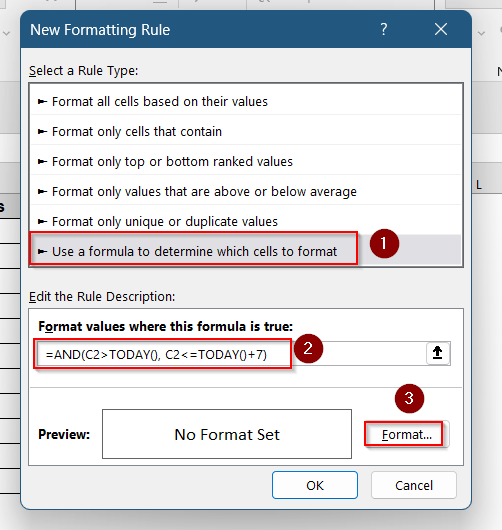 New Formatting Rule ? ×
Select a Rule Type:
► Format all cells based on their values
► Format only cells that contain
► Format only top or bottom ranked values
► Format only values that are above or below average
► Format only unique or duplicate values
► Use a formula to determine which cells to format
1
Edit the Rule Description:
Format values where this formula is true:
2
=AND(C2>TODAY(), C2<=TODAY()+7)
3
Preview: No Format Set Format...
OK Cancel
L
s